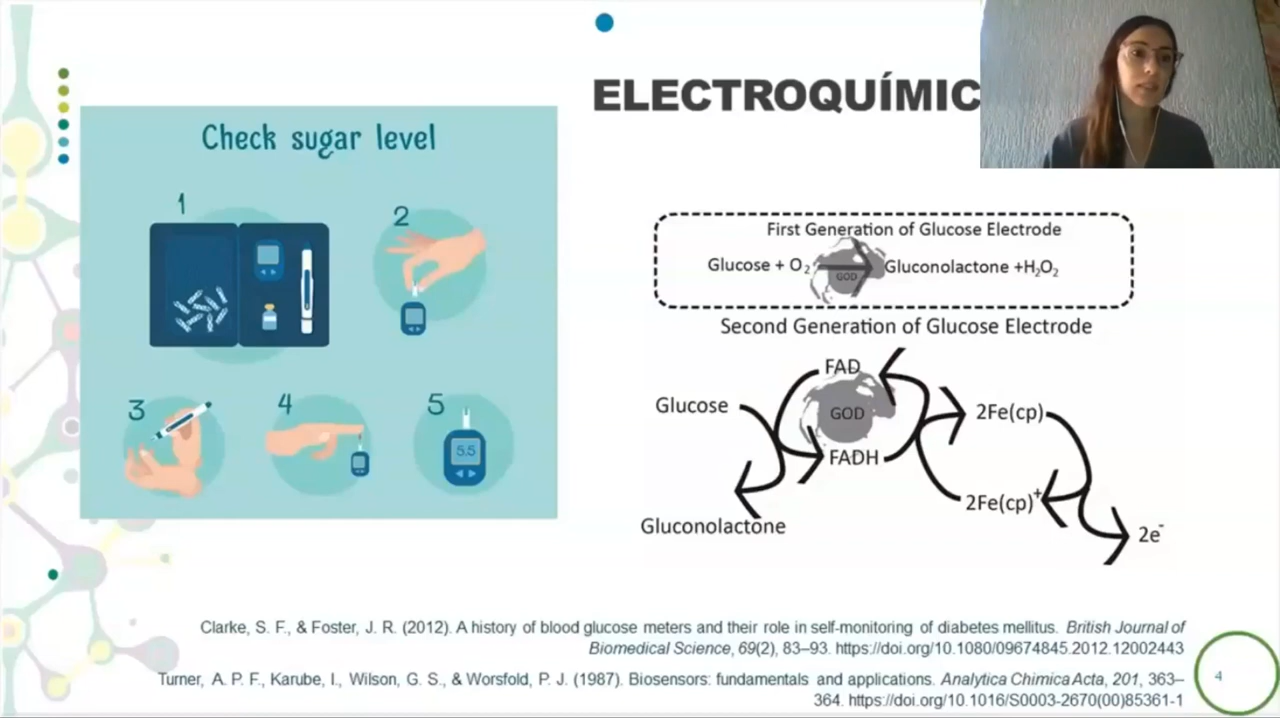 ELECTROQUÍMIC
Check sugar level
1
2
3
4
5
5.5
First Generation of Glucose Electrode
Glucose + O₂ GOD Gluconolactone +H₂O₂
Second Generation of Glucose Electrode
FAD
Glucose
GOD
2Fe(cp)
FADH
2Fe(cp)⁺
Gluconolactone
2e⁻
Clarke, S. F., & Foster, J. R. (2012). A history of blood glucose meters and their role in self-monitoring of diabetes mellitus. British Journal of
Biomedical Science, 69(2), 83–93. https://doi.org/10.1080/09674845.2012.12002443
Turner, A. P. F., Karube, I., Wilson, G. S., & Worsfold, P. J. (1987). Biosensors: fundamentals and applications. Analytica Chimica Acta, 201, 363–
364. https://doi.org/10.1016/S0003-2670(00)85361-1
4